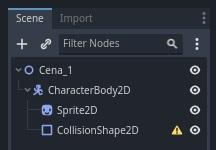 Scene Import
Filter Nodes
Cena_1
CharacterBody2D
Sprite2D
CollisionShape2D